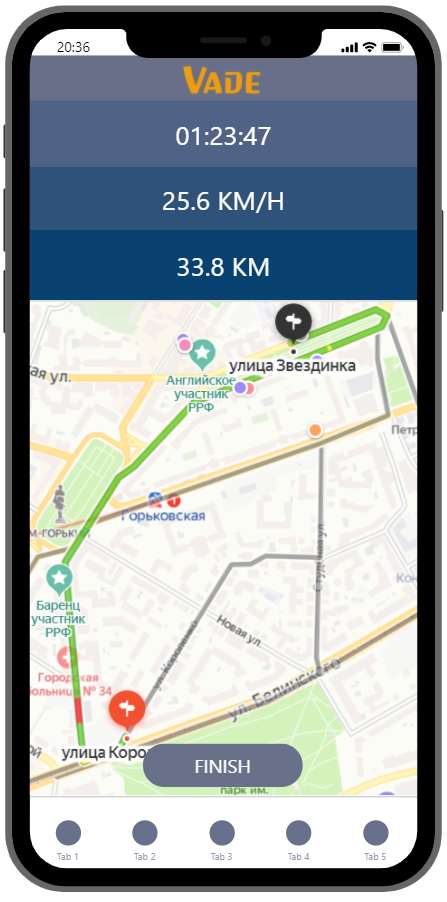 20:36
VADE
01:23:47
25.6 KM/H
33.8 KM
ая ул.
улица Звездинка
Английское
участник
РРФ
Петр
Горьковская
М-ГОРЬКИЙ
Студёная ул.
Баренц
участник
РРФ
Новая ул.
ул. Короленко
Городская
больница № 34
ул. Белинского
улица Коро
FINISH
парк им.
Tab 1
Tab 2
Tab 3
Tab 4
Tab 5